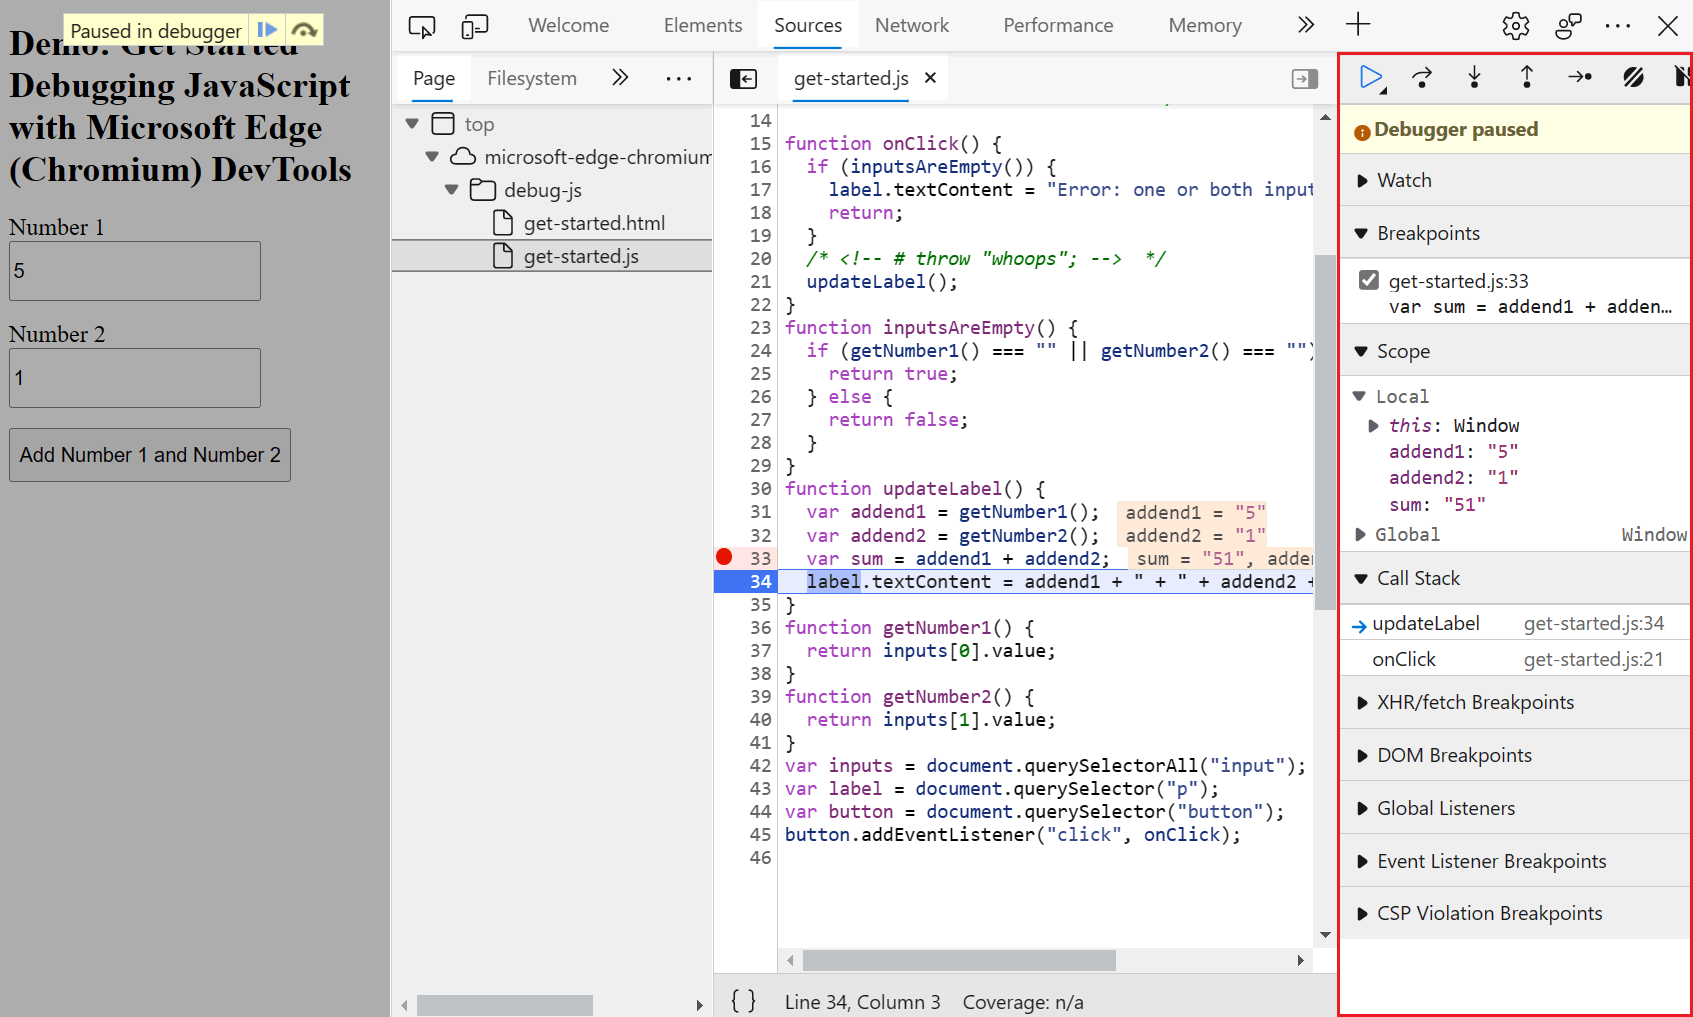 Paused in debugger
Demo: Get Started
Debugging JavaScript
with Microsoft Edge
(Chromium) DevTools
Number 1
5
Number 2
1
Add Number 1 and Number 2
Welcome Elements Sources Network Performance Memory
Page Filesystem
top
microsoft-edge-chromium
debug-js
get-started.html
get-started.js
get-started.js
14
15 function onClick() {
16 if (inputsAreEmpty()) {
17 label.textContent = "Error: one or both input
18 return;
19 }
20 /* <!-- # throw "whoops"; --> */
21 updateLabel();
22 }
23 function inputsAreEmpty() {
24 if (getNumber1() === "" || getNumber2() === "")
25 return true;
26 } else {
27 return false;
28 }
29 }
30 function updateLabel() {
31 var addend1 = getNumber1(); addend1 = "5"
32 var addend2 = getNumber2(); addend2 = "1"
33 var sum = addend1 + addend2; sum = "51", adden
34 label.textContent = addend1 + " + " + addend2 +
35 }
36 function getNumber1() {
37 return inputs[0].value;
38 }
39 function getNumber2() {
40 return inputs[1].value;
41 }
42 var inputs = document.querySelectorAll("input");
43 var label = document.querySelector("p");
44 var button = document.querySelector("button");
45 button.addEventListener("click", onClick);
46
{ } Line 34, Column 3 Coverage: n/a
Debugger paused
Watch
Breakpoints
get-started.js:33
var sum = addend1 + adden…
Scope
Local
this: Window
addend1: "5"
addend2: "1"
sum: "51"
Global Window
Call Stack
updateLabel get-started.js:34
onClick get-started.js:21
XHR/fetch Breakpoints
DOM Breakpoints
Global Listeners
Event Listener Breakpoints
CSP Violation Breakpoints